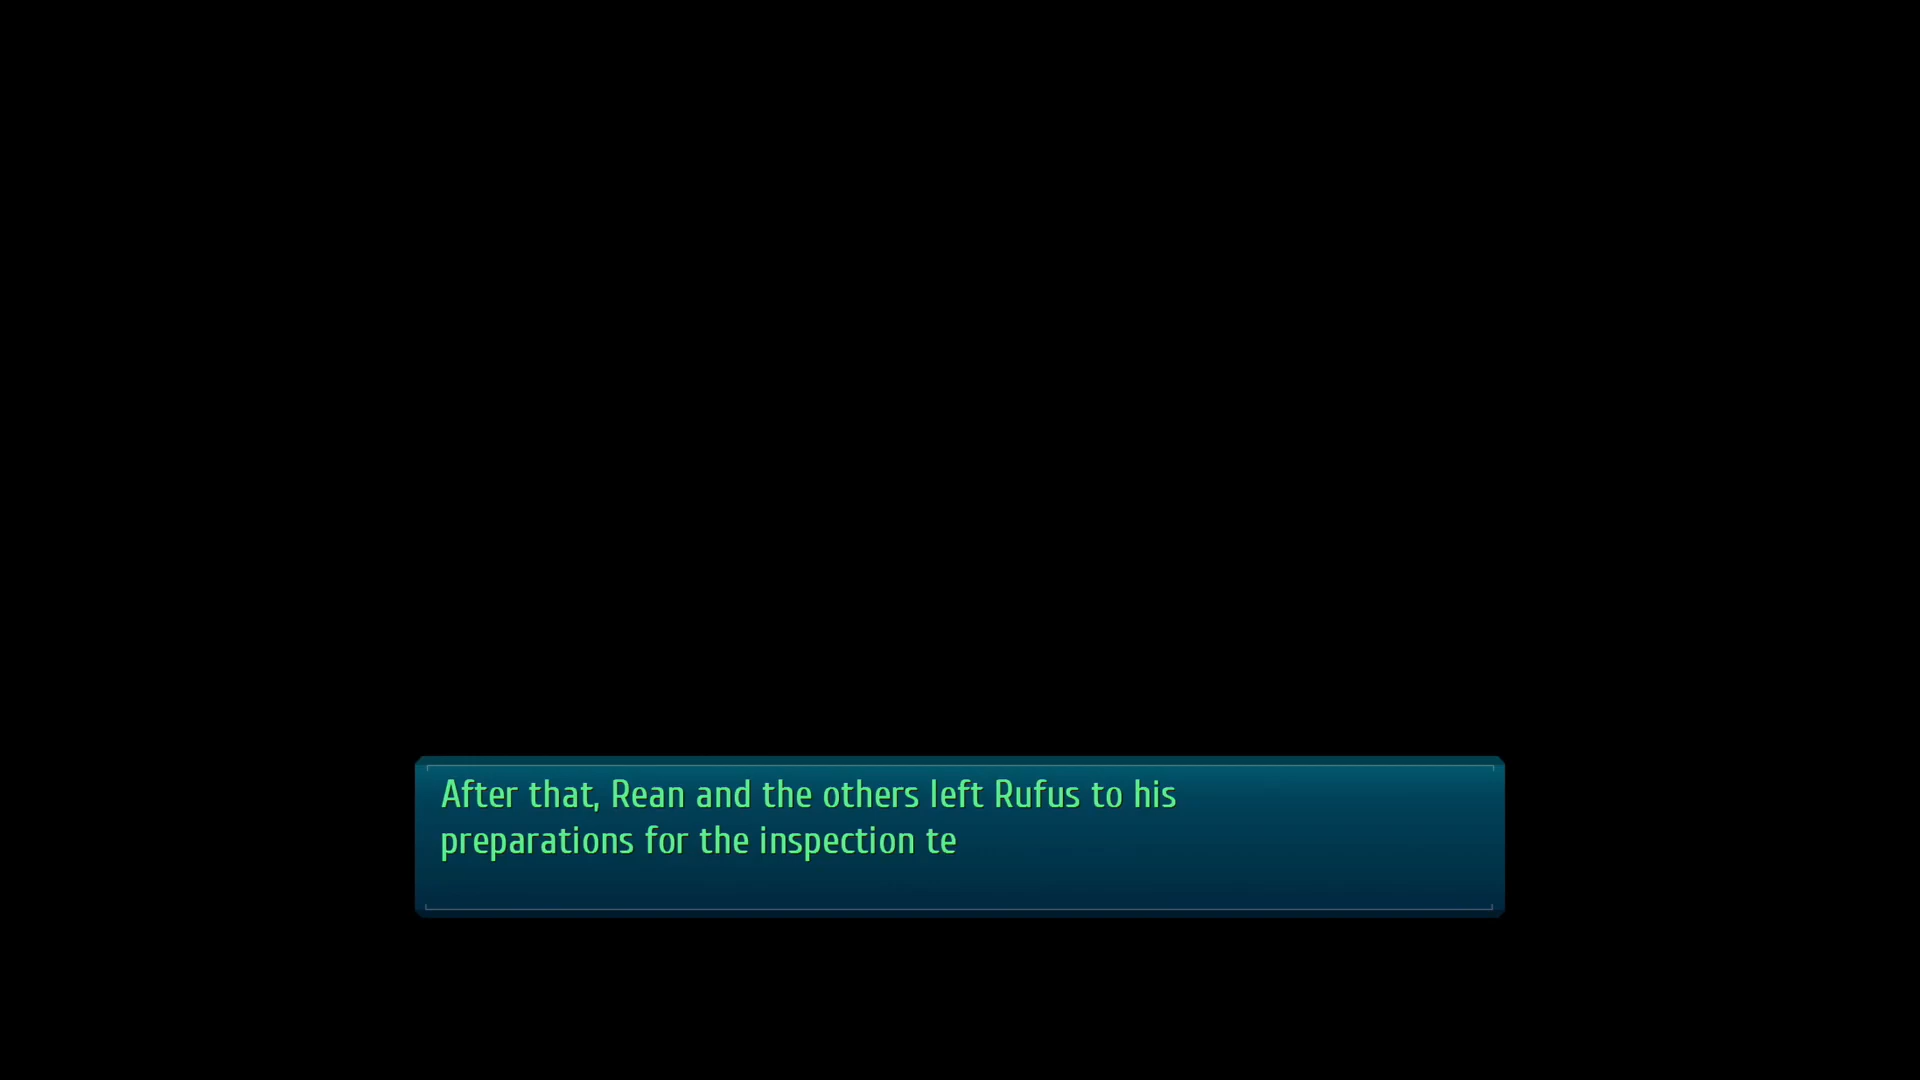 After that, Rean and the others left Rufus to his
preparations for the inspection te